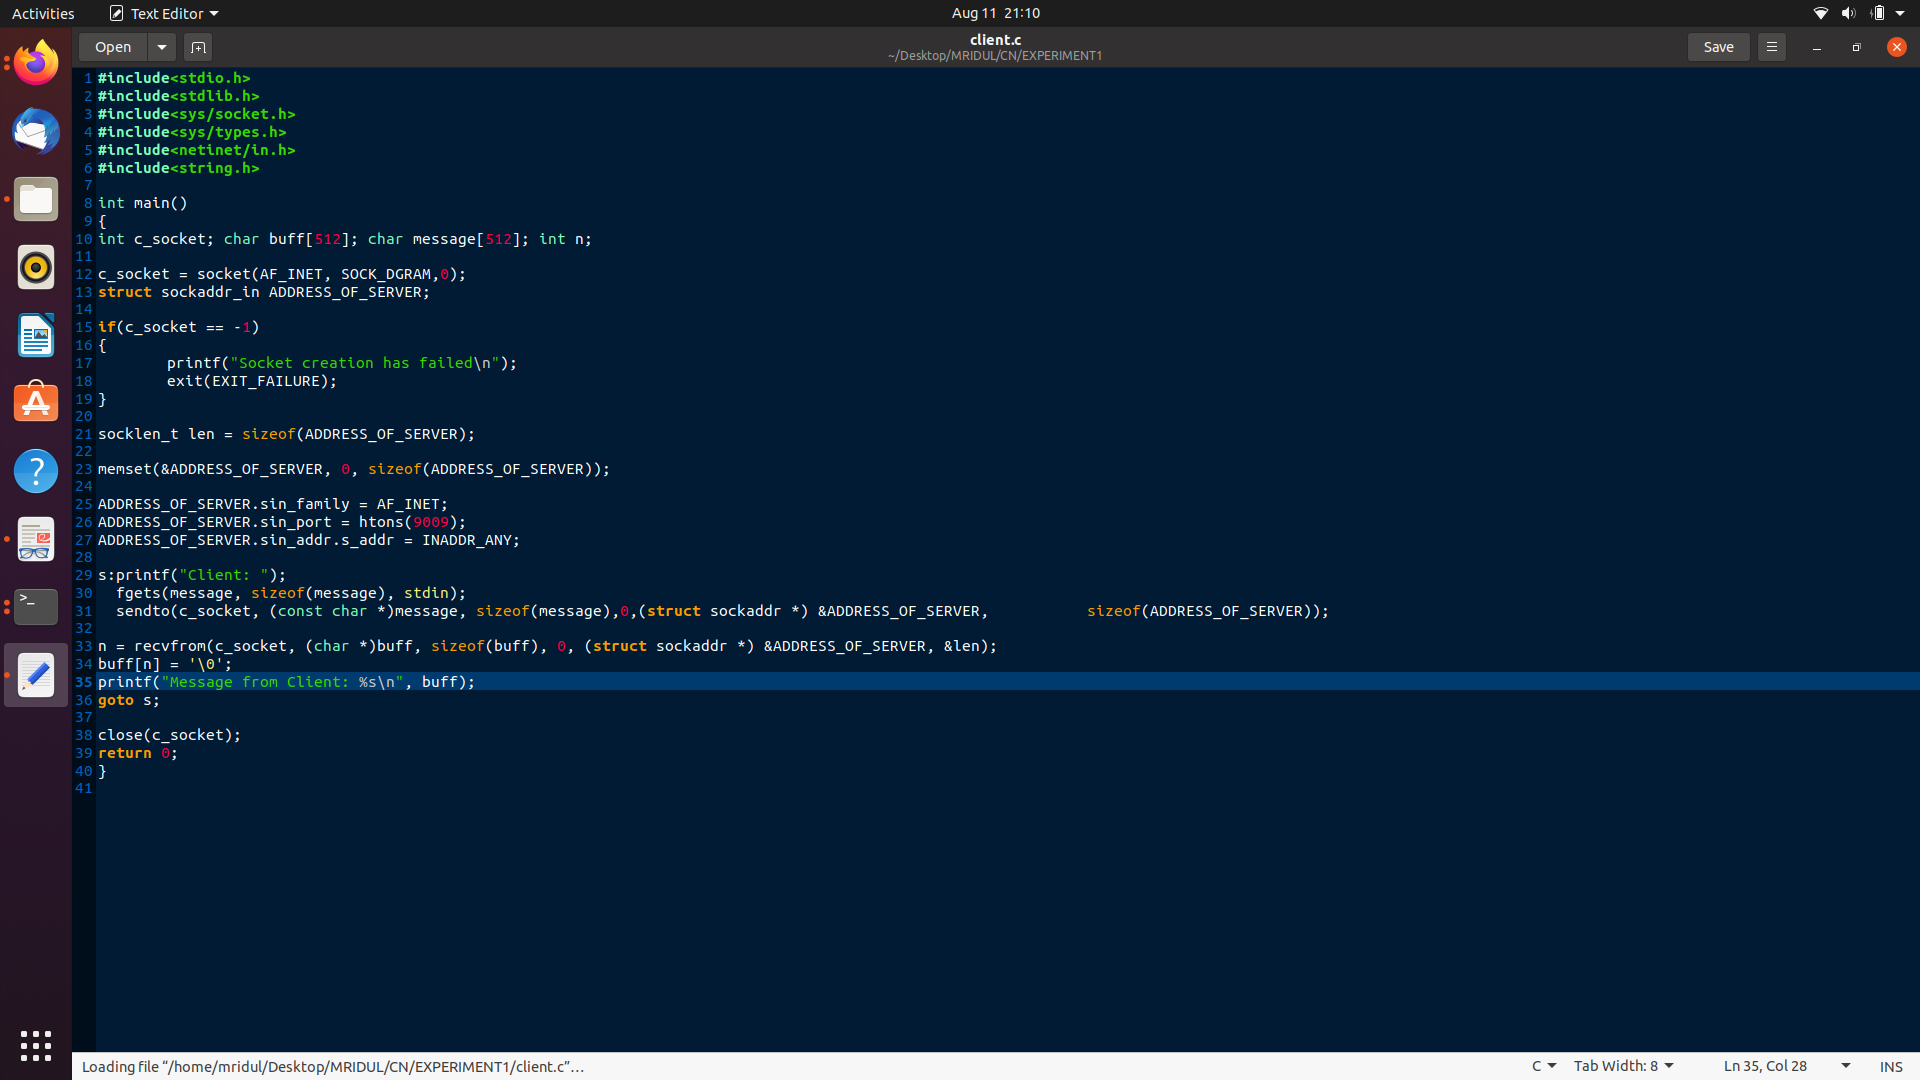 Activities Text Editor Aug 11 21:10
Open client.c Save
~/Desktop/MRIDUL/CN/EXPERIMENT1
1 #include<stdio.h>
2 #include<stdlib.h>
3 #include<sys/socket.h>
4 #include<sys/types.h>
5 #include<netinet/in.h>
6 #include<string.h>
7
8 int main()
9 {
10 int c_socket; char buff[512]; char message[512]; int n;
11
12 c_socket = socket(AF_INET, SOCK_DGRAM,0);
13 struct sockaddr_in ADDRESS_OF_SERVER;
14
15 if(c_socket == -1)
16 {
17         printf("Socket creation has failed\n");
18         exit(EXIT_FAILURE);
19 }
20
21 socklen_t len = sizeof(ADDRESS_OF_SERVER);
22
23 memset(&ADDRESS_OF_SERVER, 0, sizeof(ADDRESS_OF_SERVER));
24
25 ADDRESS_OF_SERVER.sin_family = AF_INET;
26 ADDRESS_OF_SERVER.sin_port = htons(9009);
27 ADDRESS_OF_SERVER.sin_addr.s_addr = INADDR_ANY;
28
29 s:printf("Client: ");
30   fgets(message, sizeof(message), stdin);
31   sendto(c_socket, (const char *)message, sizeof(message),0,(struct sockaddr *) &ADDRESS_OF_SERVER,           sizeof(ADDRESS_OF_SERVER));
32
33 n = recvfrom(c_socket, (char *)buff, sizeof(buff), 0, (struct sockaddr *) &ADDRESS_OF_SERVER, &len);
34 buff[n] = '\0';
35 printf("Message from Client: %s\n", buff);
36 goto s;
37
38 close(c_socket);
39 return 0;
40 }
41
Loading file “/home/mridul/Desktop/MRIDUL/CN/EXPERIMENT1/client.c”… C Tab Width: 8 Ln 35, Col 28 INS